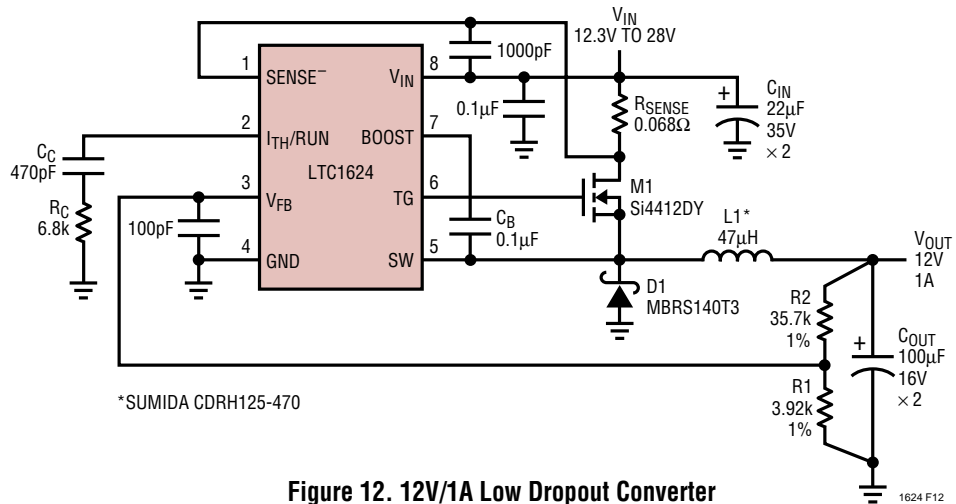 V_IN
12.3V TO 28V
1000pF
1
SENSE⁻
V_IN
8
0.1µF
R_SENSE
0.068Ω
+
C_IN
22µF
35V
× 2
2
I_TH/RUN
BOOST
7
C_C
470pF
LTC1624
R_C
6.8k
3
V_FB
TG
6
M1
Si4412DY
100pF
C_B
0.1µF
L1*
47µH
4
GND
SW
5
V_OUT
12V
1A
D1
MBRS140T3
R2
35.7k
1%
+
C_OUT
100µF
16V
× 2
R1
3.92k
1%
*SUMIDA CDRH125-470
Figure 12. 12V/1A Low Dropout Converter
1624 F12